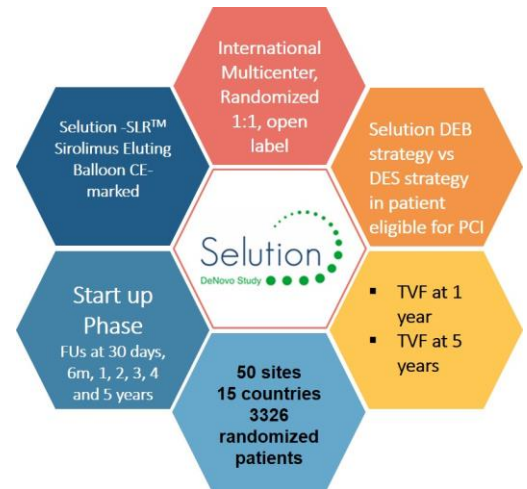 International
Multicenter,
Randomized
1:1, open
label
Selution -SLR™
Sirolimus Eluting
Balloon CE-
marked
Selution DEB
strategy vs
DES strategy
in patient
eligible for PCI
Selution
DeNovo Study
Start up
Phase
FUs at 30 days,
6m, 1, 2, 3, 4
and 5 years
▪ TVF at 1
year
▪ TVF at 5
years
50 sites
15 countries
3326
randomized
patients